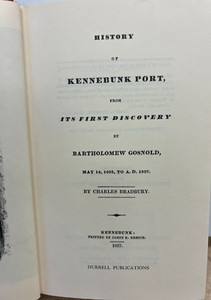 HISTORY
OF
KENNEBUNK PORT,
FROM
ITS FIRST DISCOVERY
BY
BARTHOLOMEW GOSNOLD,
MAY 14, 1602, TO A. D. 1837.
BY CHARLES BRADBURY.
KENNEBUNK:
PRINTED BY JAMES K. REMICH.
1837.
DURRELL PUBLICATIONS